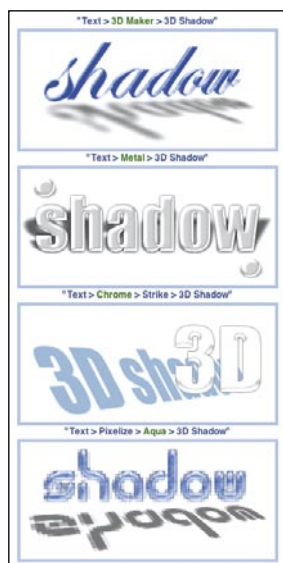 "Text > 3D Maker > 3D Shadow"
shadow
"Text > Metal > 3D Shadow"
shadow
"Text > Chrome > Strike > 3D Shadow"
3D shadow
3D
"Text > Pixelize > Aqua > 3D Shadow"
shadow